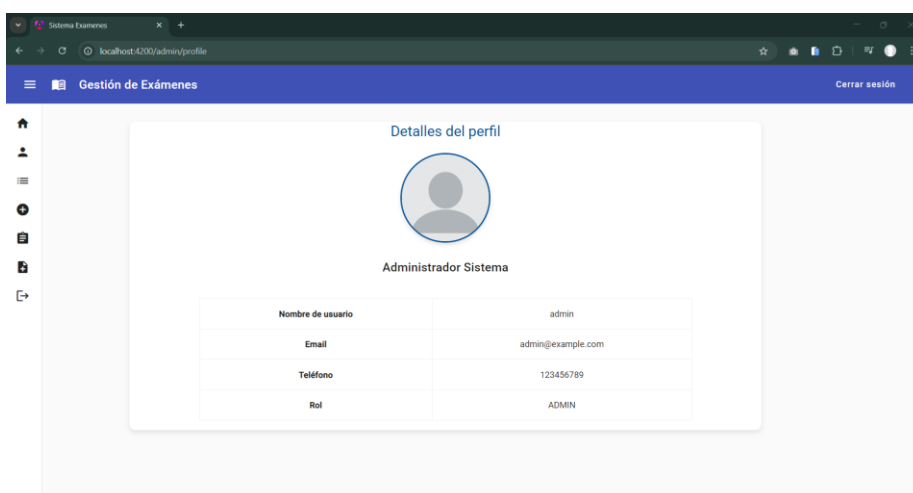 Sistema Examenes
localhost:4200/admin/profile
Gestión de Exámenes
Cerrar sesión
Detalles del perfil
Administrador Sistema
Nombre de usuario admin
Email admin@example.com
Teléfono 123456789
Rol ADMIN